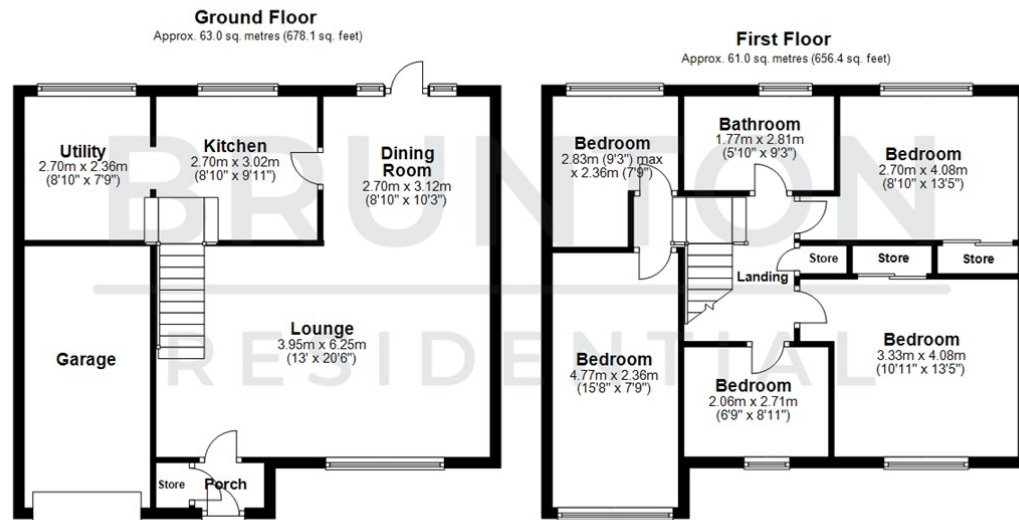 Ground Floor
Approx. 63.0 sq. metres (678.1 sq. feet)
Utility
2.70m x 2.36m
(8'10" x 7'9")
Kitchen
2.70m x 3.02m
(8'10" x 9'11")
Dining
Room
2.70m x 3.12m
(8'10" x 10'3")
Garage
Lounge
3.95m x 6.25m
(13' x 20'6")
Store
Porch
First Floor
Approx. 61.0 sq. metres (656.4 sq. feet)
Bedroom
2.83m (9'3") max
x 2.36m (7'9")
Bathroom
1.77m x 2.81m
(5'10" x 9'3")
Bedroom
2.70m x 4.08m
(8'10" x 13'5")
Store
Store
Store
Landing
Bedroom
4.77m x 2.36m
(15'8" x 7'9")
Bedroom
2.06m x 2.71m
(6'9" x 8'11")
Bedroom
3.33m x 4.08m
(10'11" x 13'5")
BRUNTON
RESIDENTIAL